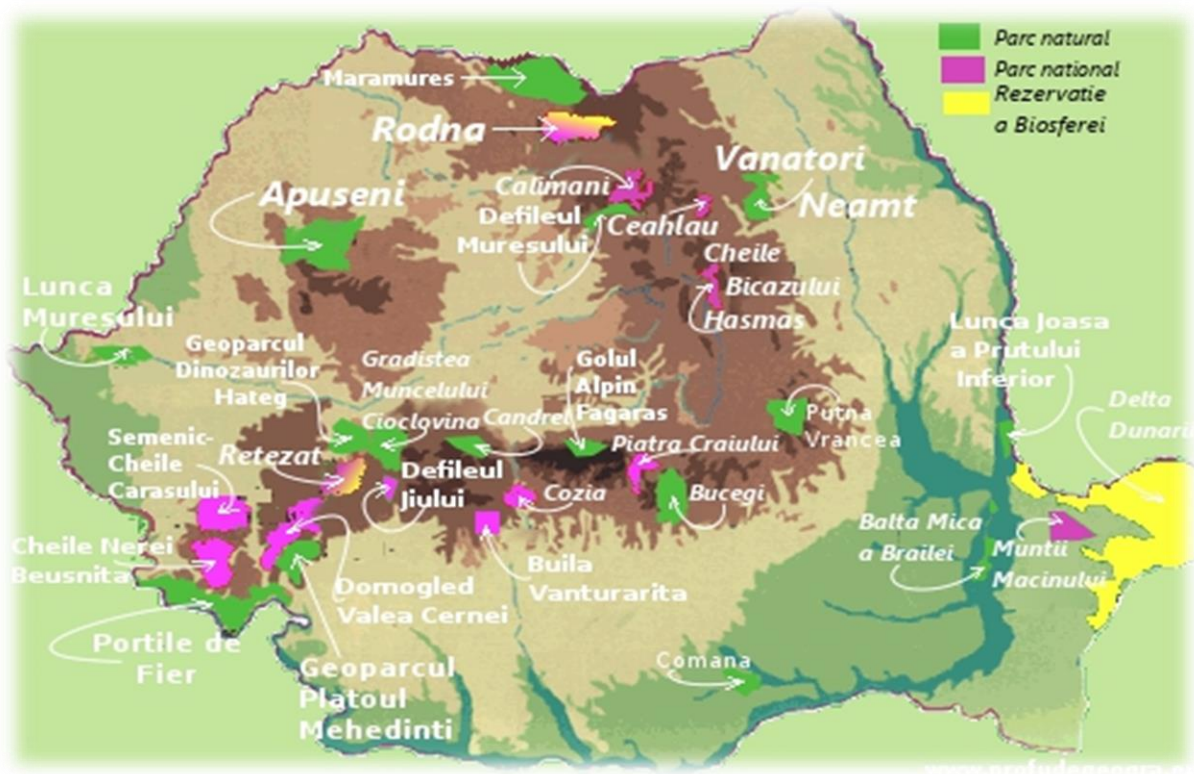 Parc natural
Parc national
Rezervatie
a Biosferei
Maramures
Rodna
Vanatori
Neamt
Apuseni
Calimani
Defileul
Muresului
Ceahlau
Cheile
Bicazului
Hasmas
Lunca
Muresului
Geoparcul
Dinozaurilor
Hateg
Gradistea
Muncelului
Cioclovina
Candrel
Golul
Alpin
Fagaras
Lunca Joasa
a Prutului
Inferior
Delta
Dunarii
Putna
Vrancea
Semenic-
Cheile
Carasului
Retezat
Defileul
Jiului
Piatra Craiului
Cozia
Bucegi
Balta Mica
a Brailei
Muntii
Macinului
Cheile Nerei
Beusnita
Buila
Vanturarita
Domogled
Valea Cernei
Portile de
Fier
Geoparcul
Platoul
Mehedinti
Comana